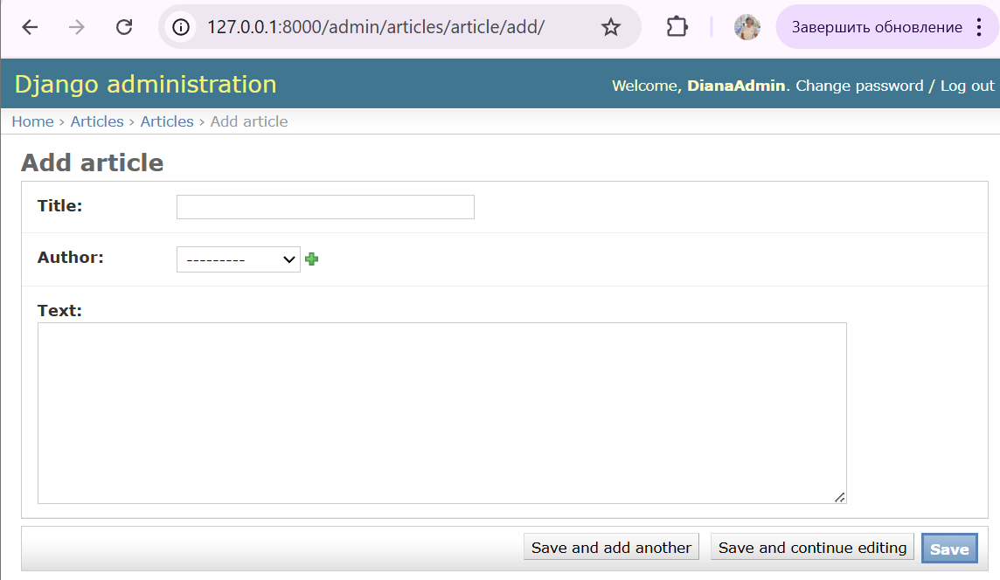 127.0.0.1:8000/admin/articles/article/add/
Завершить обновление
Django administration
Welcome, DianaAdmin. Change password / Log out
Home › Articles › Articles › Add article
Add article
Title:
Author: ---------
Text:
Save and add another Save and continue editing Save